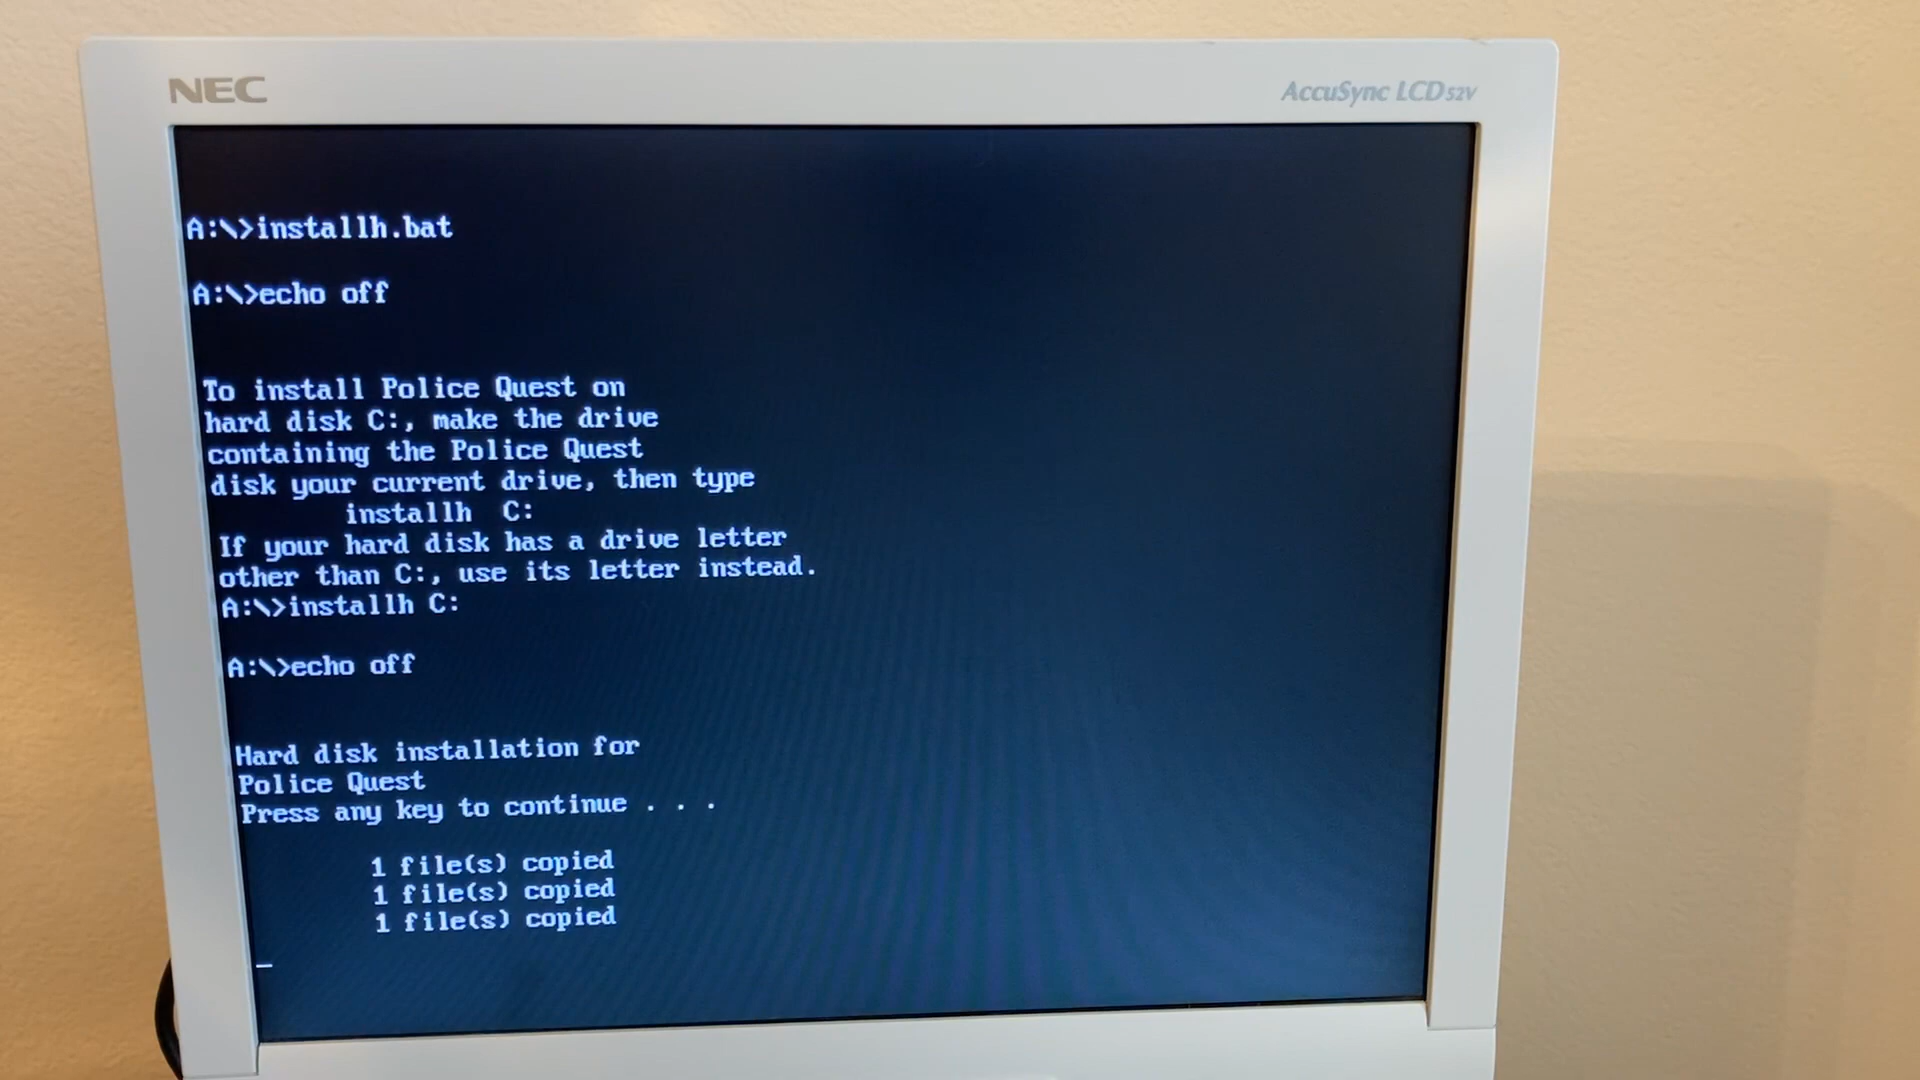 NEC
AccuSync LCD52V
A:\>installh.bat
A:\>echo off
To install Police Quest on
hard disk C:, make the drive
containing the Police Quest
disk your current drive, then type
installh  C:
If your hard disk has a drive letter
other than C:, use its letter instead.
A:\>installh C:
A:\>echo off
Hard disk installation for
Police Quest
Press any key to continue . . .
1 file(s) copied
1 file(s) copied
1 file(s) copied
_